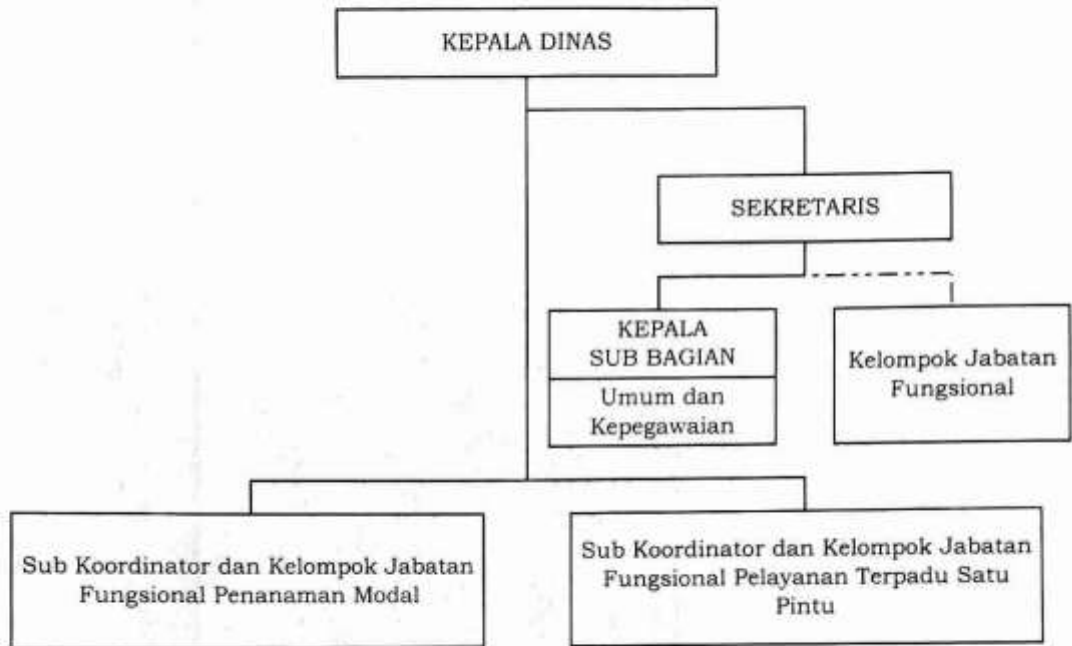 KEPALA DINAS
SEKRETARIS
KEPALA
SUB BAGIAN
Umum dan
Kepegawaian
Kelompok Jabatan
Fungsional
Sub Koordinator dan Kelompok Jabatan
Fungsional Penanaman Modal
Sub Koordinator dan Kelompok Jabatan
Fungsional Pelayanan Terpadu Satu
Pintu